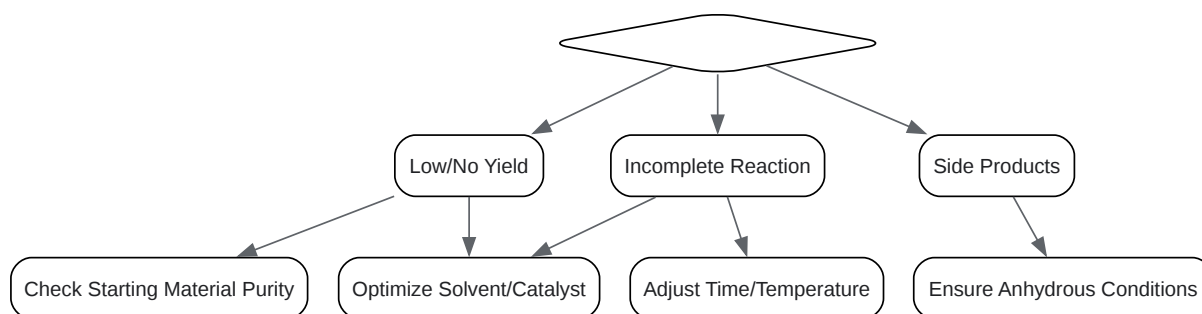 Low/No Yield
Incomplete Reaction
Side Products
Check Starting Material Purity
Optimize Solvent/Catalyst
Adjust Time/Temperature
Ensure Anhydrous Conditions